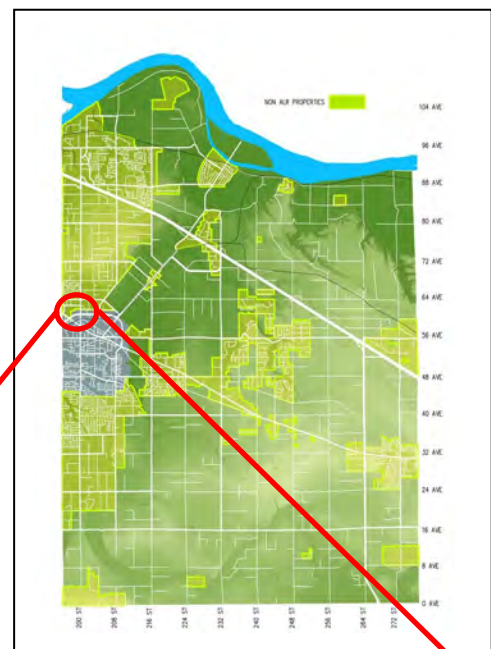 NON ALR PROPERTIES
104 AVE
96 AVE
88 AVE
80 AVE
72 AVE
64 AVE
56 AVE
48 AVE
40 AVE
32 AVE
24 AVE
16 AVE
8 AVE
0 AVE
200 ST
208 ST
216 ST
224 ST
232 ST
240 ST
248 ST
256 ST
264 ST
272 ST